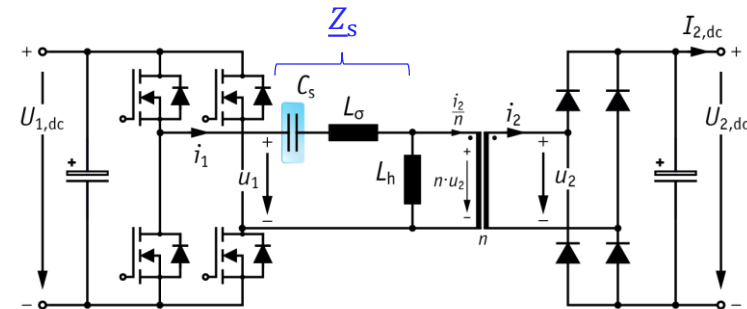 Z_s
C_s
I_2,dc
+
+
L_σ
i_2/n
i_2
U_1,dc
i_1
+
+
+
U_2,dc
+
+
u_1
L_h
n·u_2
u_2
−
−
−
n
−
−